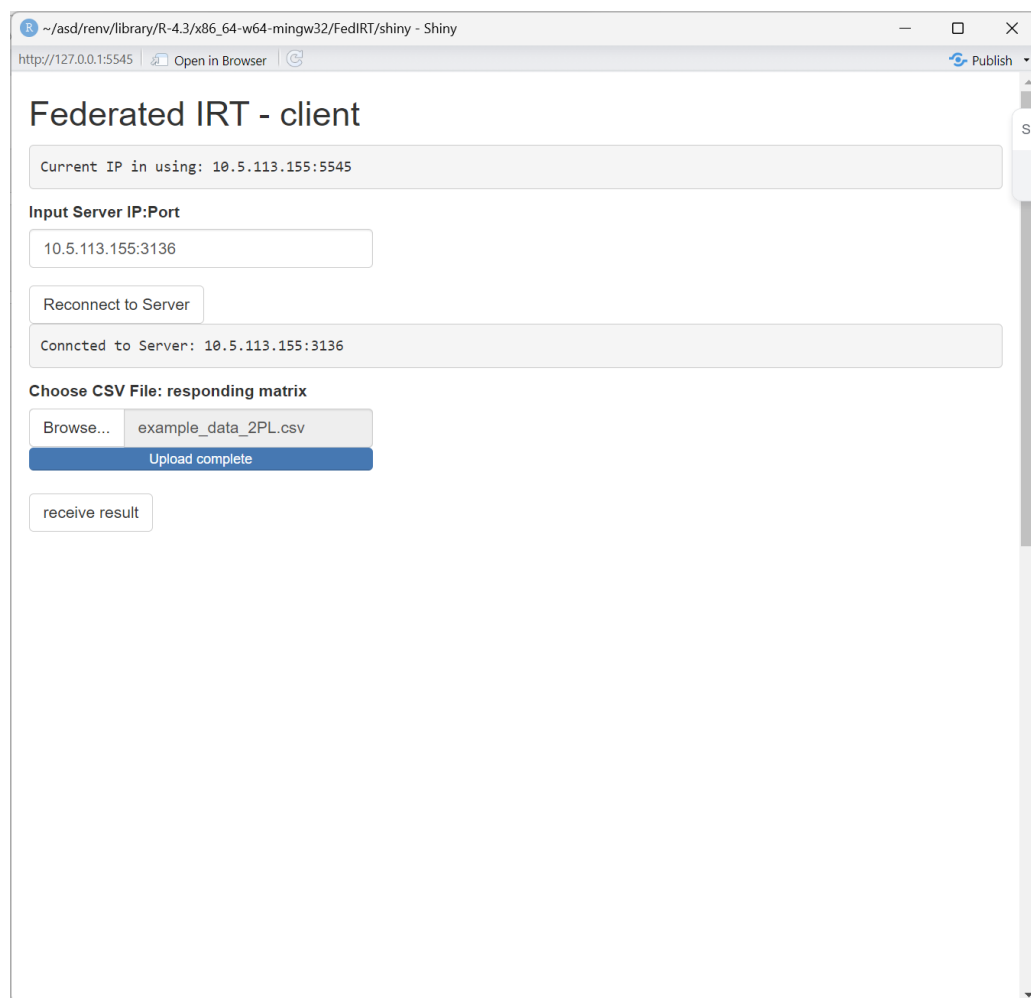 R ~/asd/renv/library/R-4.3/x86_64-w64-mingw32/FedIRT/shiny - Shiny
http://127.0.0.1:5545 Open in Browser Publish
Federated IRT - client
S
Current IP in using: 10.5.113.155:5545
Input Server IP:Port
10.5.113.155:3136
Reconnect to Server
Conncted to Server: 10.5.113.155:3136
Choose CSV File: responding matrix
Browse... example_data_2PL.csv
Upload complete
receive result